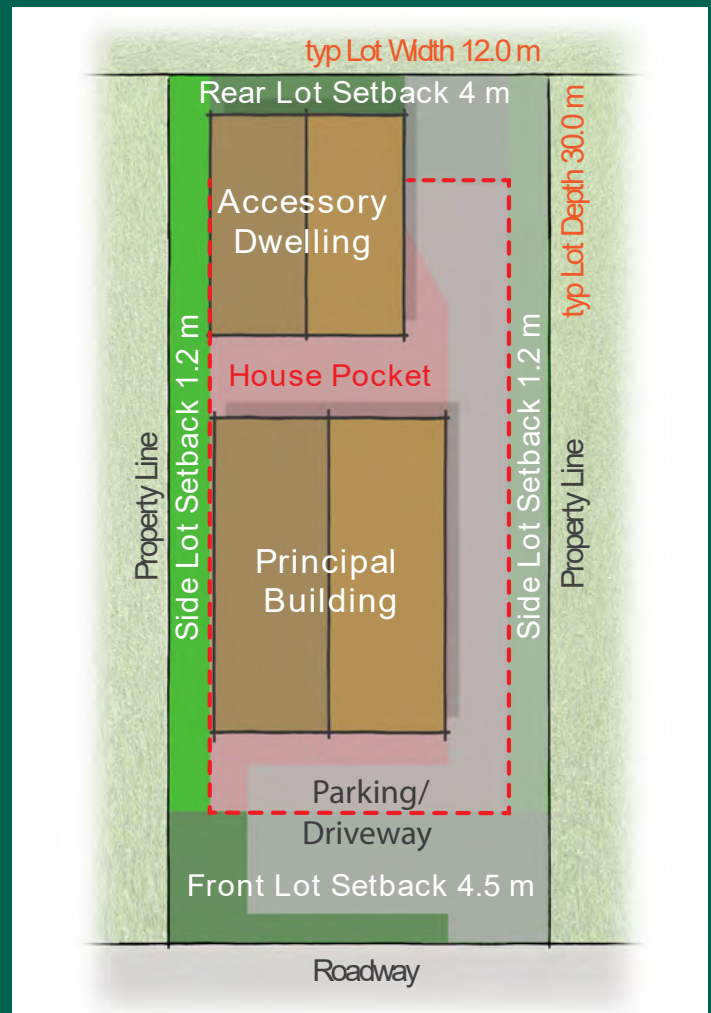 typ Lot Width 12.0 m
Rear Lot Setback 4 m
typ Lot Depth 30.0 m
Accessory
Dwelling
House Pocket
Property Line
Side Lot Setback 1.2 m
Side Lot Setback 1.2 m
Property Line
Principal
Building
Parking/
Driveway
Front Lot Setback 4.5 m
Roadway